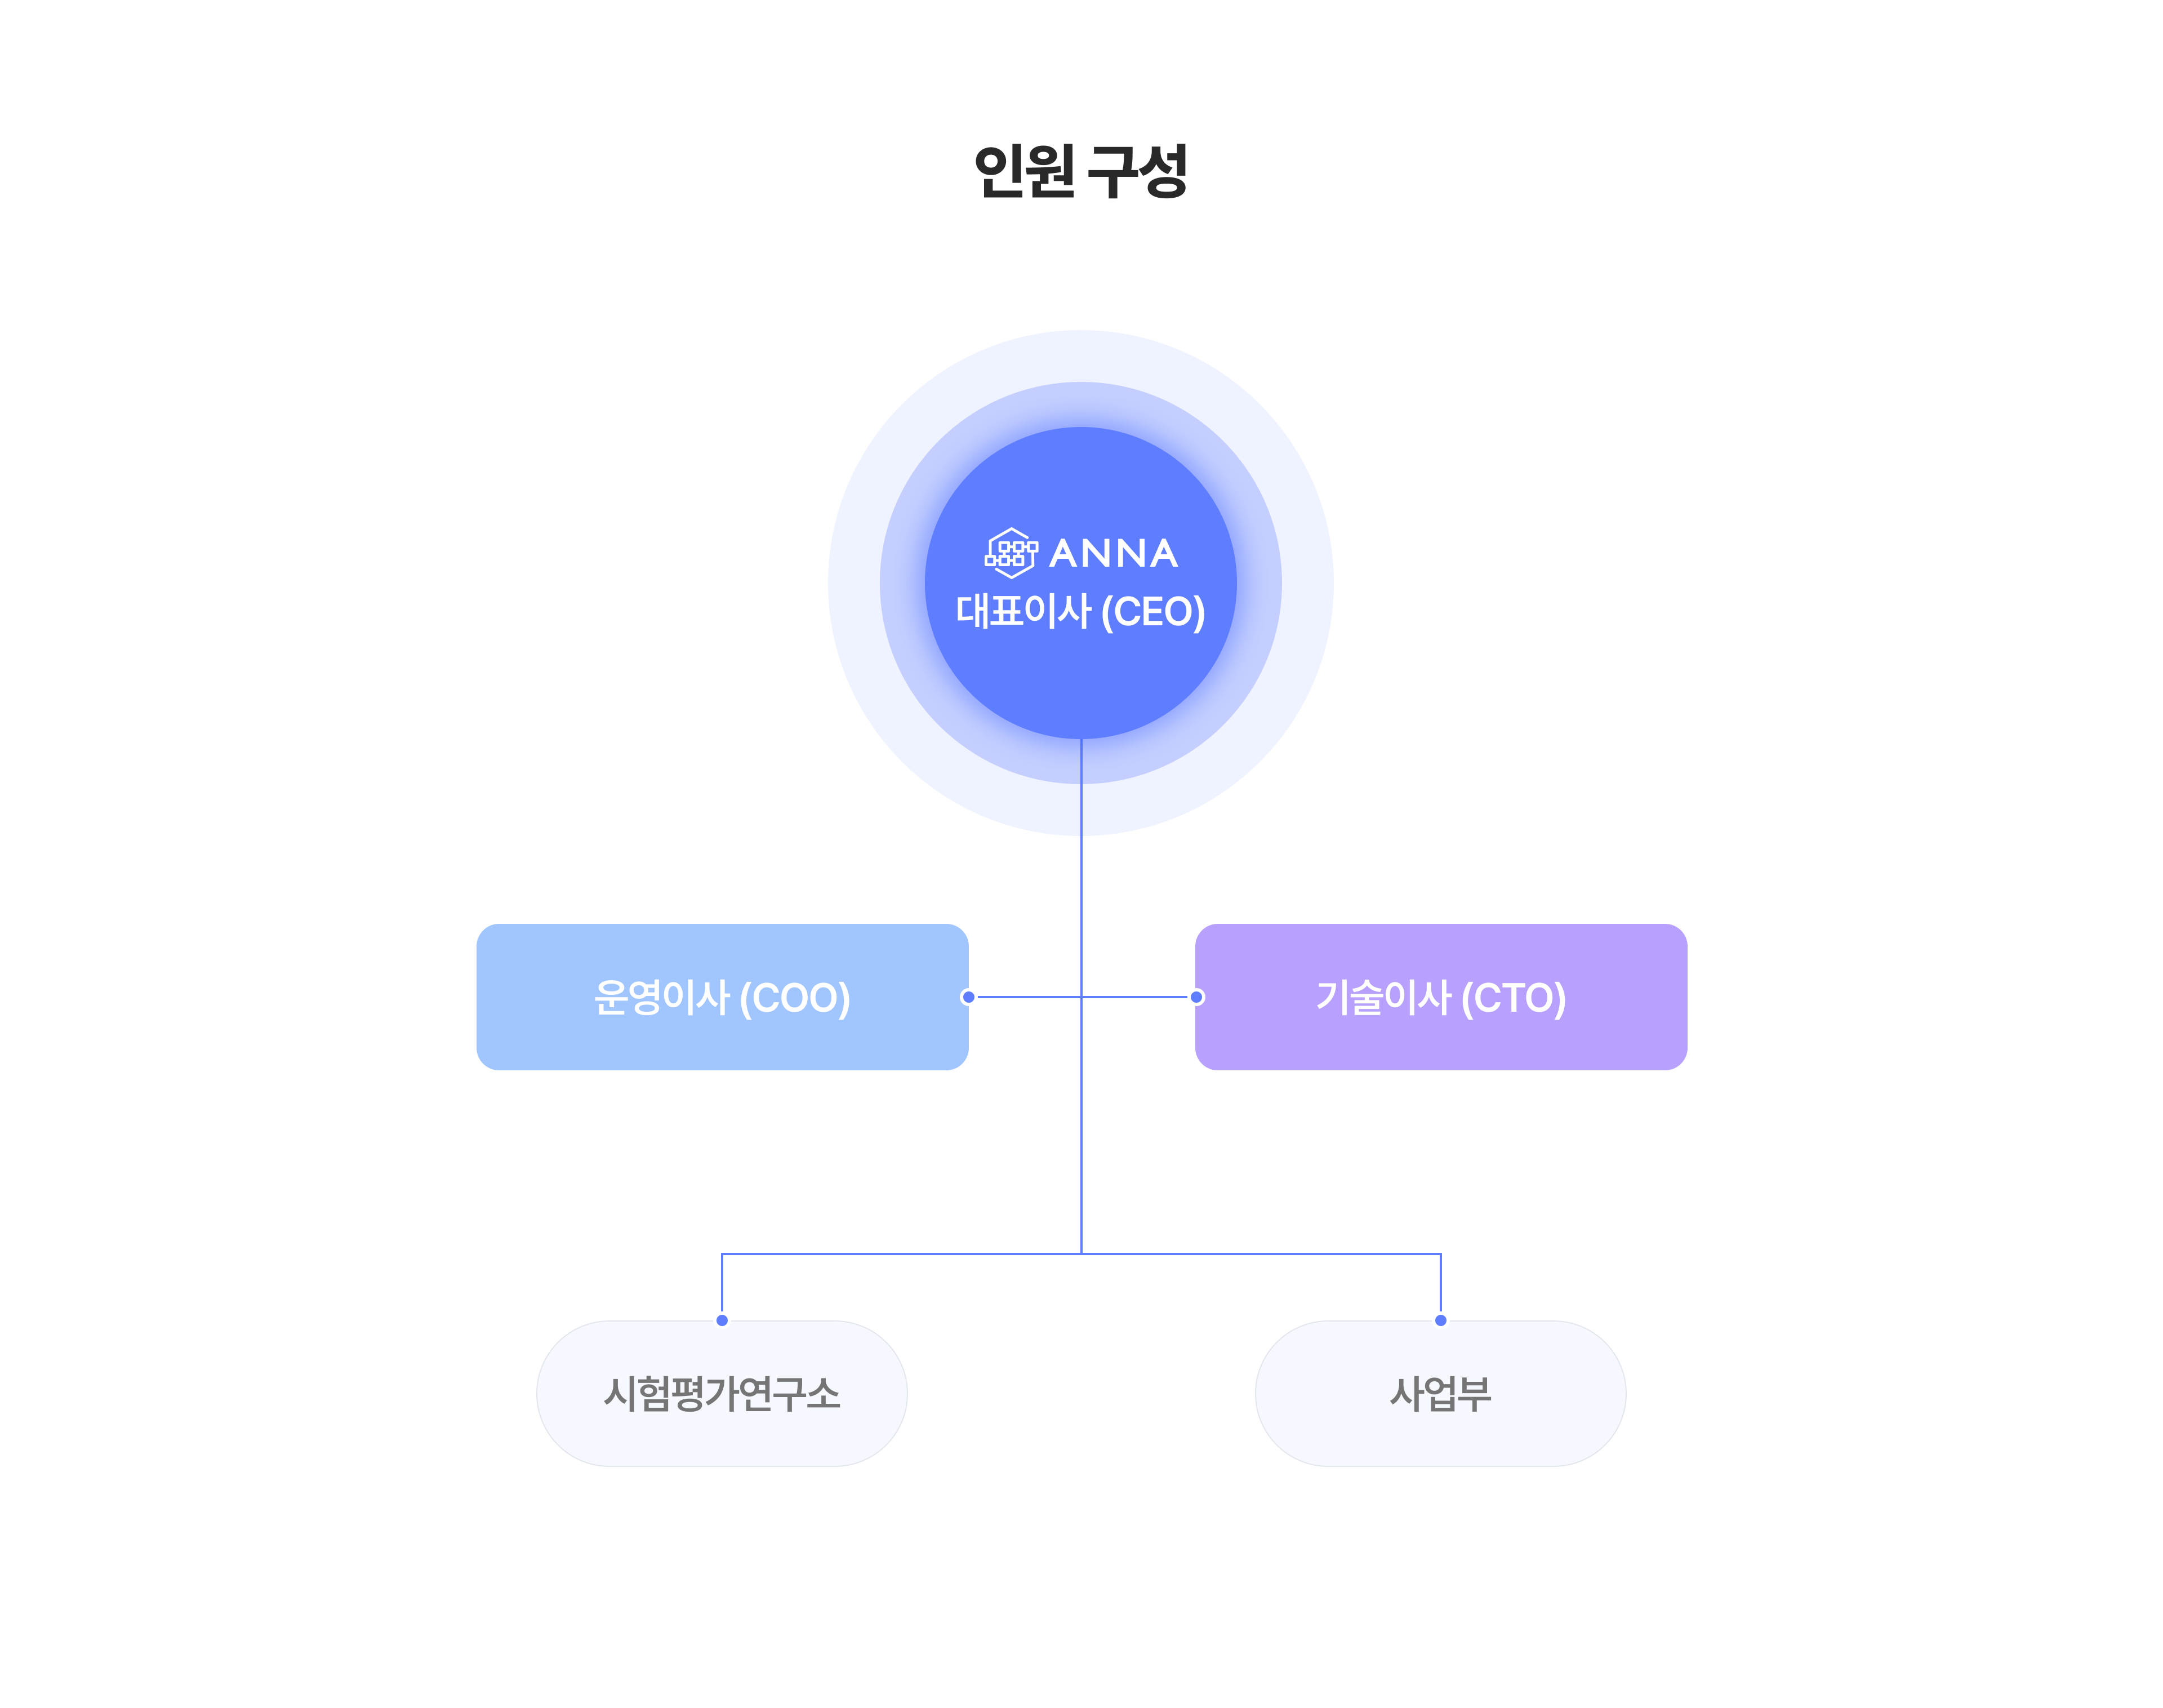 인원 구성
ANNA
대표이사 (CEO)
운영이사 (COO)
기술이사 (CTO)
시험평가연구소
사업부